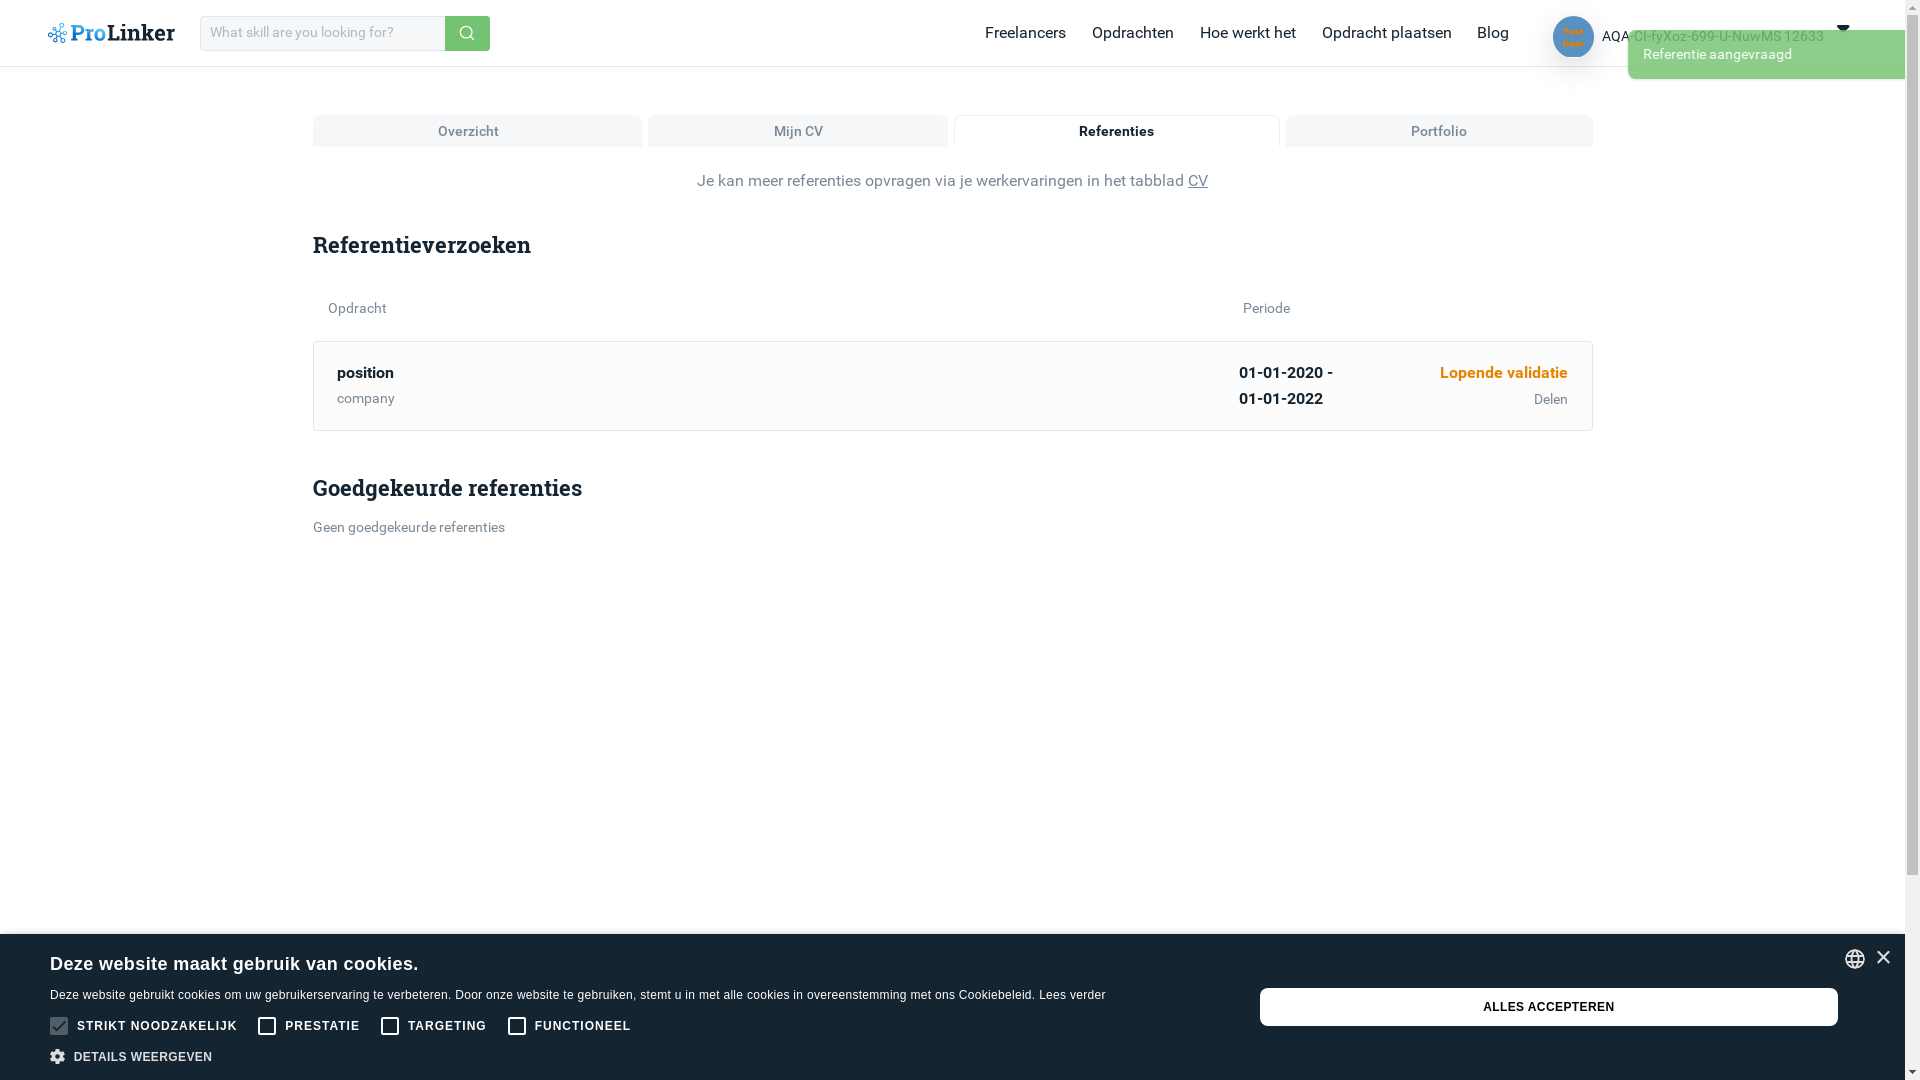 ProLinker
What skill are you looking for?
Freelancers
Opdrachten
Hoe werkt het
Opdracht plaatsen
Blog
Test
User
AQA-CI-fyXoz-699-U-NuwMS 12633
Referentie aangevraagd
Overzicht
Mijn CV
Referenties
Portfolio
Je kan meer referenties opvragen via je werkervaringen in het tabblad CV
Referentieverzoeken
Opdracht
Periode
position
company
01-01-2020 -
01-01-2022
Lopende validatie
Delen
Goedgekeurde referenties
Geen goedgekeurde referenties
Deze website maakt gebruik van cookies.
Deze website gebruikt cookies om uw gebruikerservaring te verbeteren. Door onze website te gebruiken, stemt u in met alle cookies in overeenstemming met ons Cookiebeleid. Lees verder
STRIKT NOODZAKELIJK
PRESTATIE
TARGETING
FUNCTIONEEL
DETAILS WEERGEVEN
ALLES ACCEPTEREN